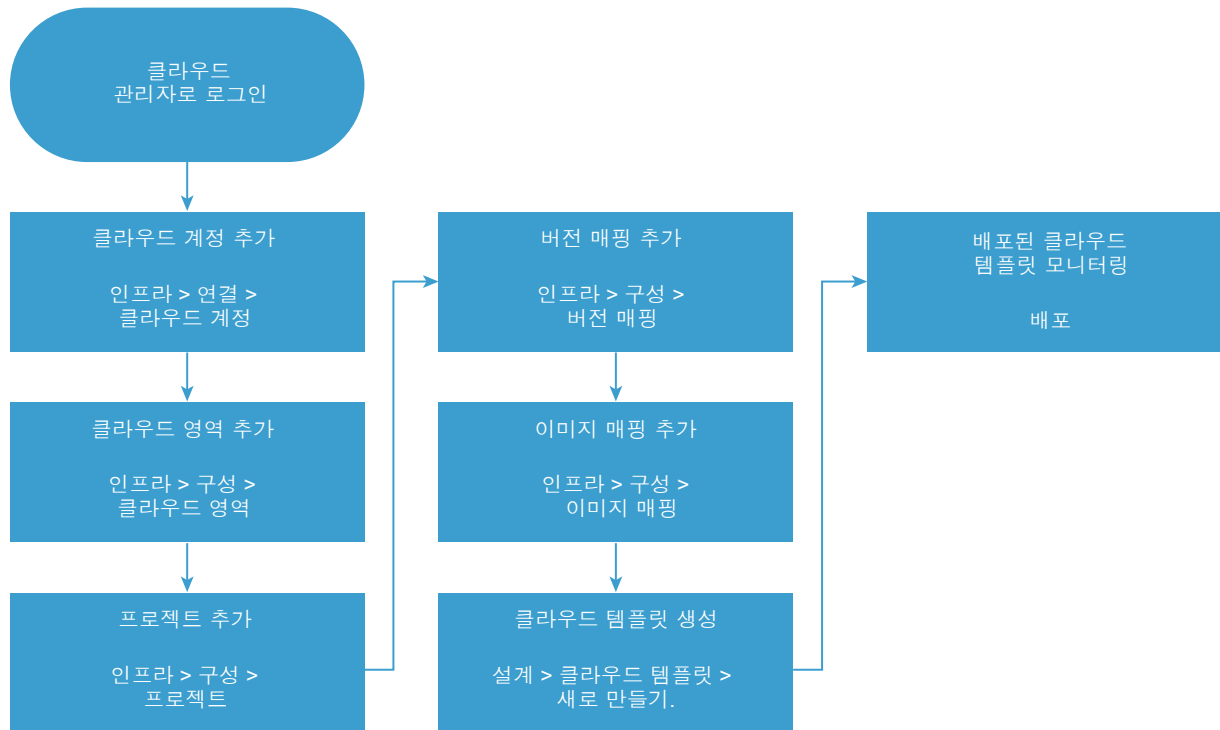 클라우드
관리자로 로그인
클라우드 계정 추가
인프라 > 연결 >
클라우드 계정
클라우드 영역 추가
인프라 > 구성 >
클라우드 영역
프로젝트 추가
인프라 > 구성 >
프로젝트
버전 매핑 추가
인프라 > 구성 >
버전 매핑
이미지 매핑 추가
인프라 > 구성 >
이미지 매핑
클라우드 템플릿 생성
설계 > 클라우드 템플릿 >
새로 만들기.
배포된 클라우드
템플릿 모니터링
배포